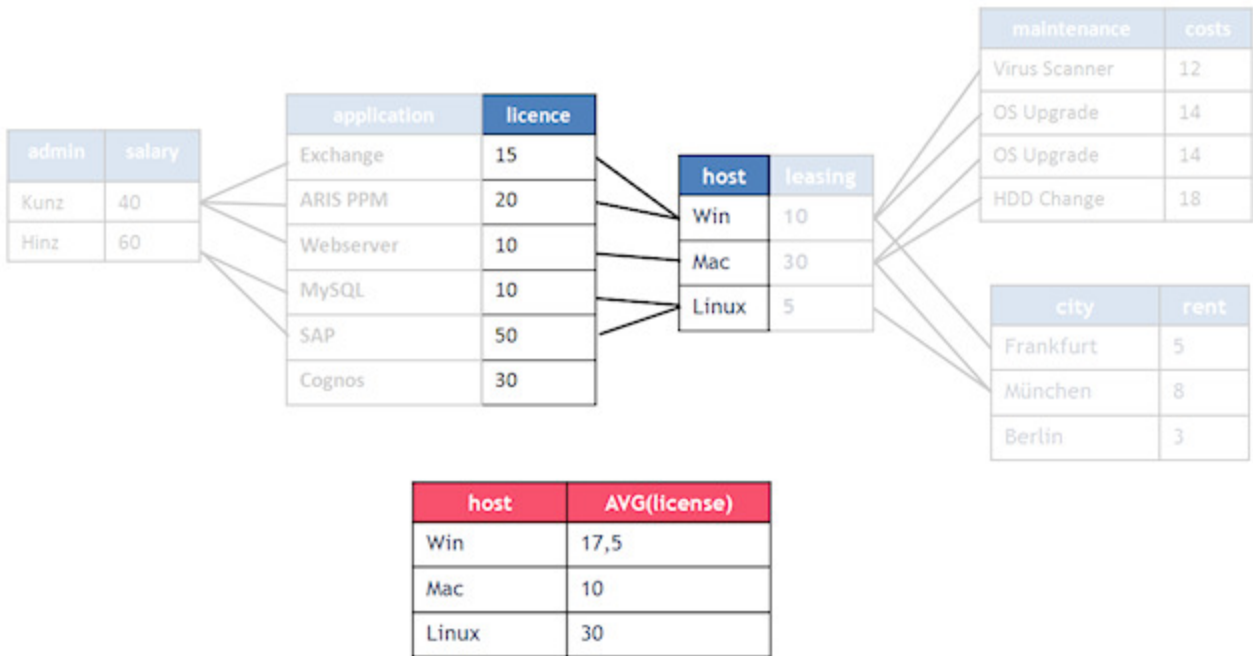 maintenance costs
Virus Scanner 12
OS Upgrade 14
OS Upgrade 14
HDD Change 18
application licence
Exchange 15
ARIS PPM 20
Webserver 10
MySQL 10
SAP 50
Cognos 30
admin salary
Kunz 40
Hinz 60
host leasing
Win 10
Mac 30
Linux 5
city rent
Frankfurt 5
München 8
Berlin 3
host AVG(license)
Win 17,5
Mac 10
Linux 30